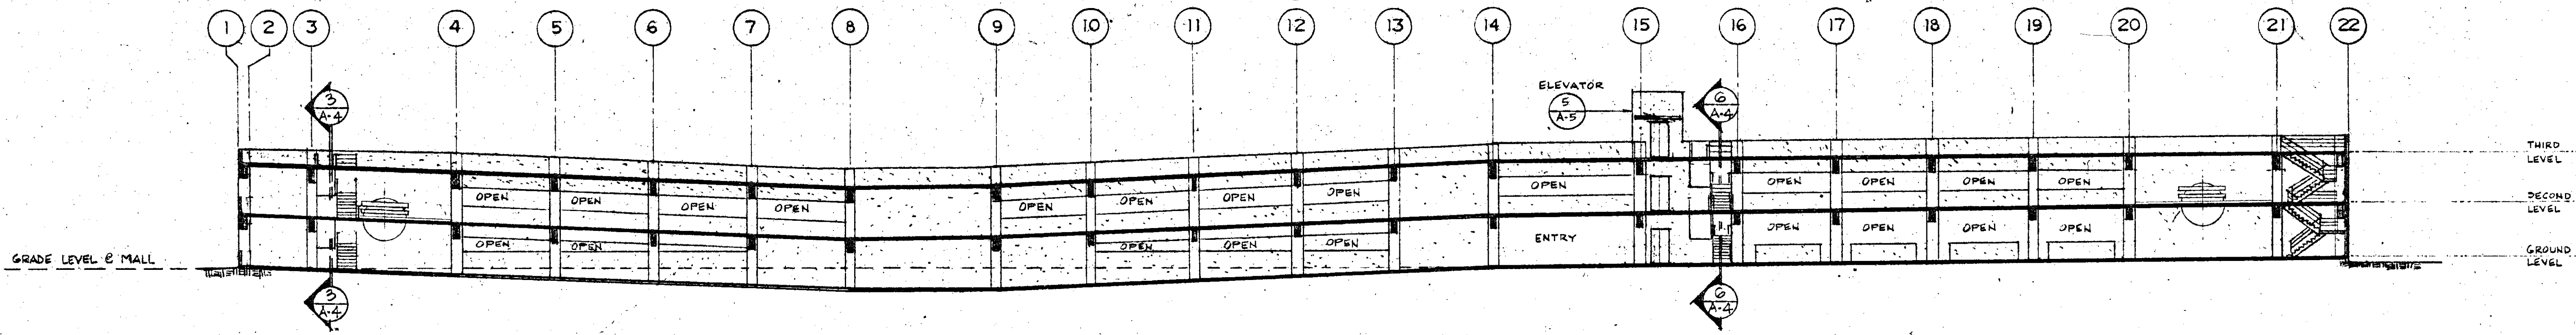 1 2 3 4 5 6 7 8 9 10 11 12 13 14 15 16 17 18 19 20 21 22
ELEVATOR
3 5 6
A-4 A-5 A-4
THIRD
LEVEL
OPEN OPEN OPEN OPEN OPEN OPEN OPEN OPEN OPEN OPEN OPEN OPEN OPEN
SECOND
LEVEL
OPEN OPEN OPEN OPEN OPEN ENTRY OPEN OPEN OPEN OPEN
GRADE LEVEL @ MALL
GROUND
LEVEL
3 6
A-4 A-4